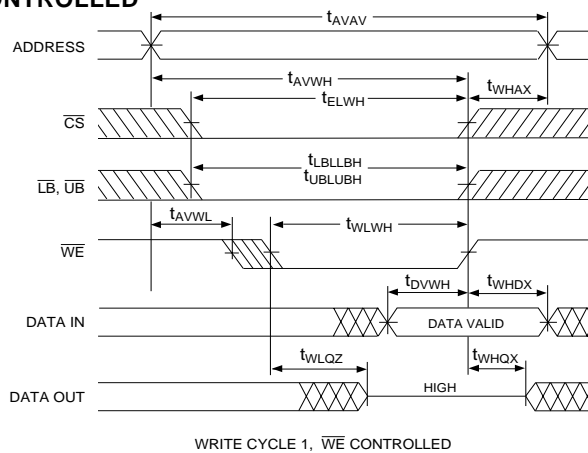 ONTROLLED
tAVAV
ADDRESS
tAVWH
tWHAX
tELWH
CS
tLBLLBH
tUBLUBH
LB, UB
tAVWL
tWLWH
WE
tDVWH
tWHDX
DATA IN
DATA VALID
tWLQZ
tWHQX
HIGH
DATA OUT
WRITE CYCLE 1, WE CONTROLLED